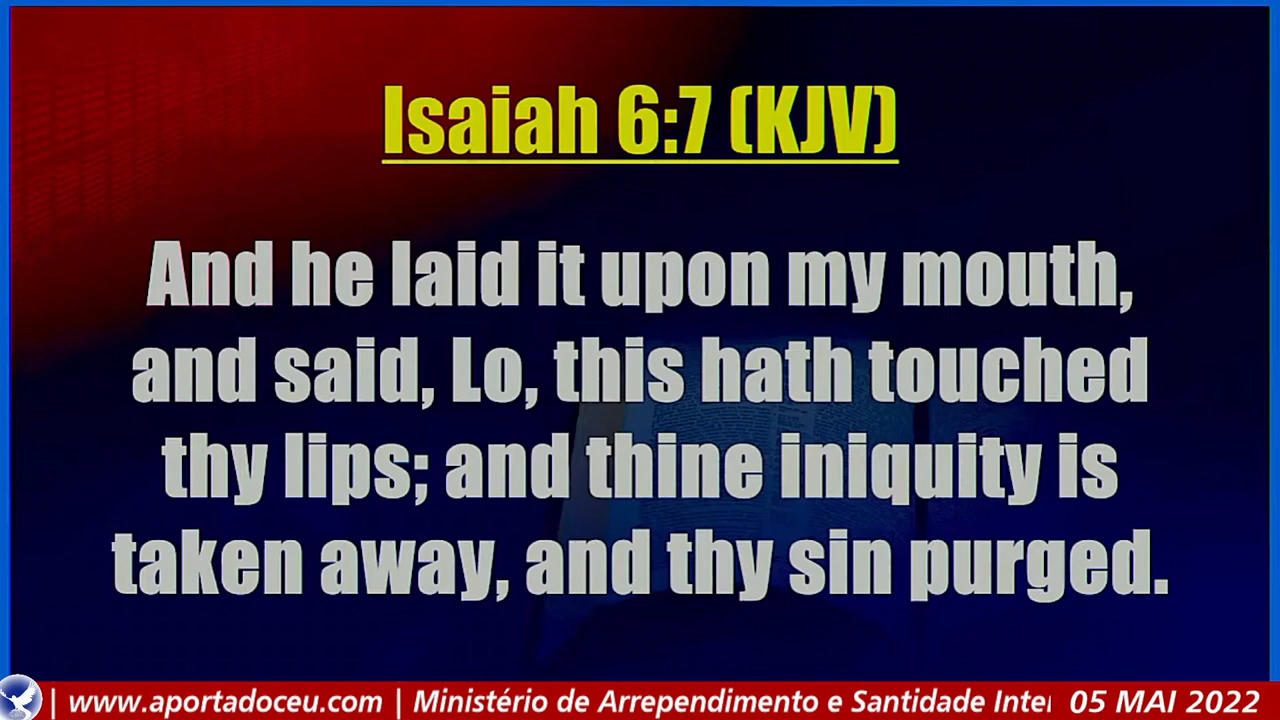 Isaiah 6:7 (KJV)
And he laid it upon my mouth,
and said, Lo, this hath touched
thy lips; and thine iniquity is
taken away, and thy sin purged.
| www.aportadoceu.com | Ministério de Arrependimento e Santidade Inte 05 MAI 2022